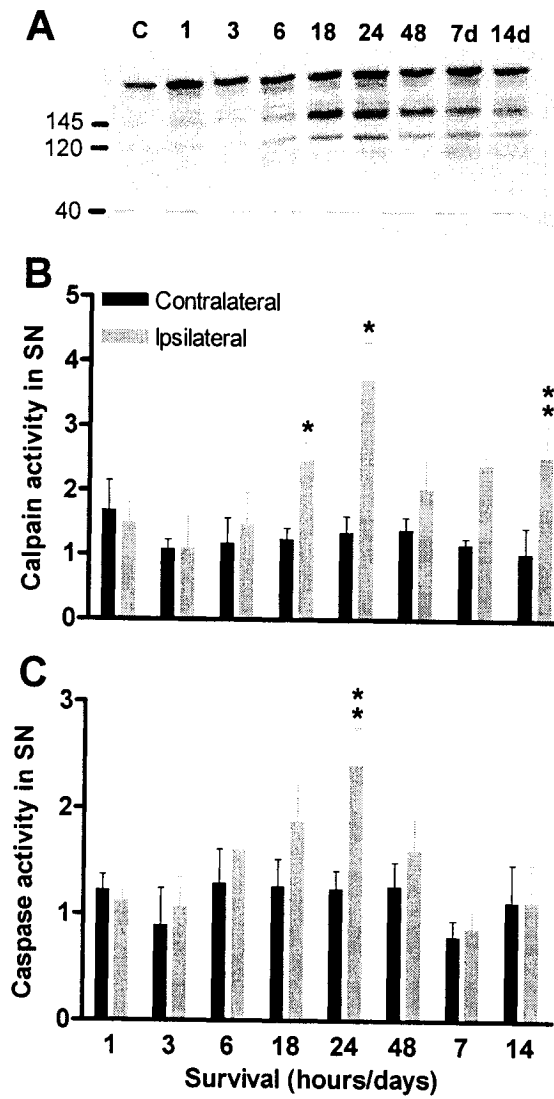 A C 1 3 6 18 24 48 7d 14d
145
120
40
B
Contralateral
Ipsilateral
Calpain activity in SN
5
4
3
2
1
0
*
*
*
*
C
Caspase activity in SN
3
2
1
0
*
*
1 3 6 18 24 48 7 14
Survival (hours/days)